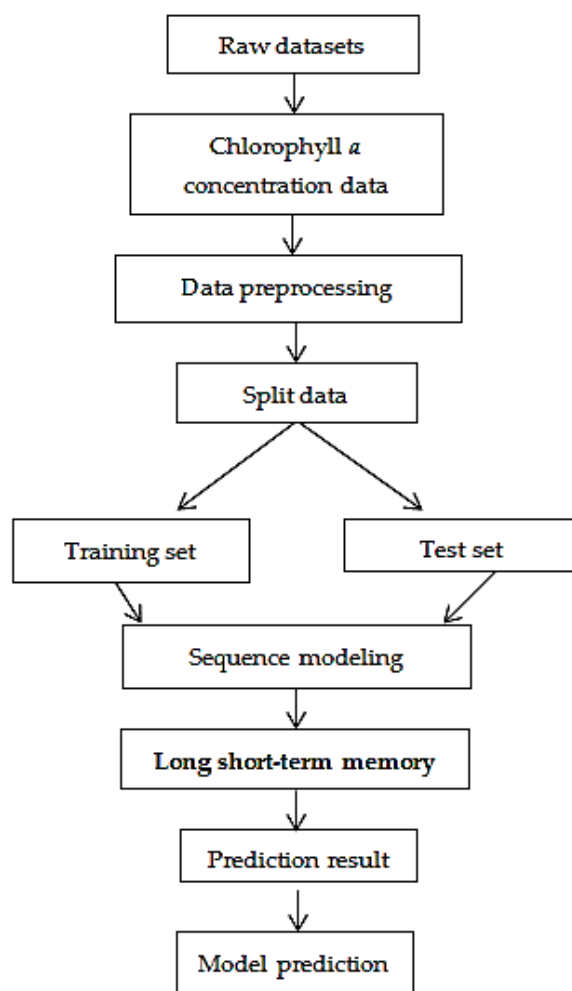 Raw datasets
Chlorophyll a
concentration data
Data preprocessing
Split data
Training set
Test set
Sequence modeling
Long short-term memory
Prediction result
Model prediction